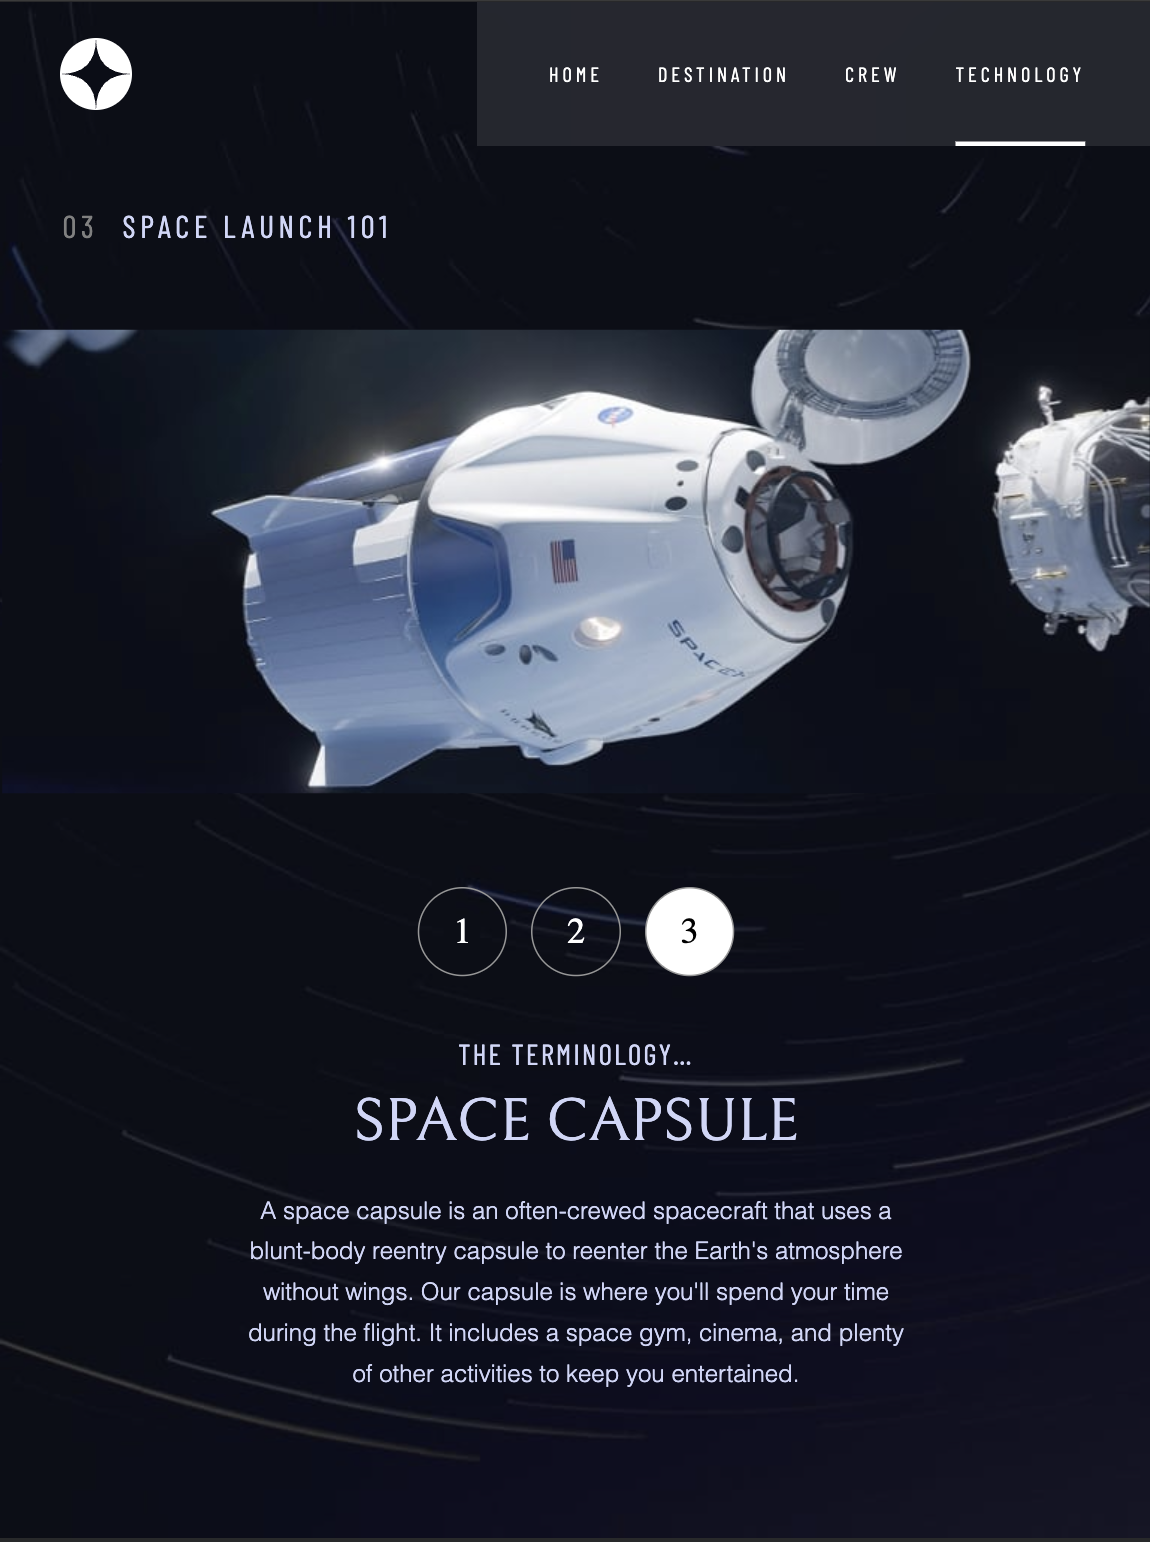 HOME DESTINATION CREW TECHNOLOGY
03 SPACE LAUNCH 101
SPACEX
1 2 3
THE TERMINOLOGY...
SPACE CAPSULE
A space capsule is an often-crewed spacecraft that uses a
blunt-body reentry capsule to reenter the Earth's atmosphere
without wings. Our capsule is where you'll spend your time
during the flight. It includes a space gym, cinema, and plenty
of other activities to keep you entertained.